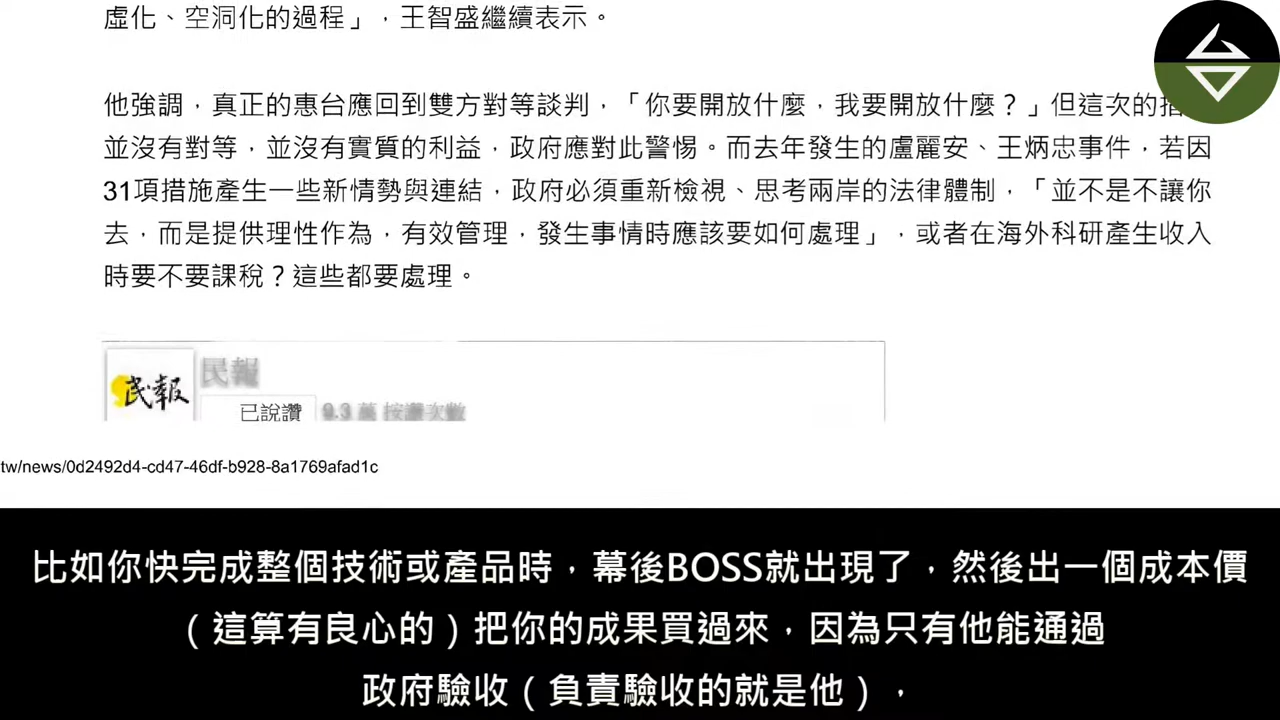 虛化、空洞化的過程」，王智盛繼續表示。
他強調，真正的惠台應回到雙方對等談判，「你要開放什麼，我要開放什麼？」但這次的措
並沒有對等，並沒有實質的利益，政府應對此警惕。而去年發生的盧麗安、王炳忠事件，若因
31項措施產生一些新情勢與連結，政府必須重新檢視、思考兩岸的法律體制，「並不是不讓你
去，而是提供理性作為，有效管理，發生事情時應該要如何處理」，或者在海外科研產生收入
時要不要課稅？這些都要處理。
民報
民報
已說讚 9.3 萬 按讚次數
tw/news/0d2492d4-cd47-46df-b928-8a1769afad1c
比如你快完成整個技術或產品時，幕後BOSS就出現了，然後出一個成本價
（這算有良心的）把你的成果買過來，因為只有他能通過
政府驗收（負責驗收的就是他），